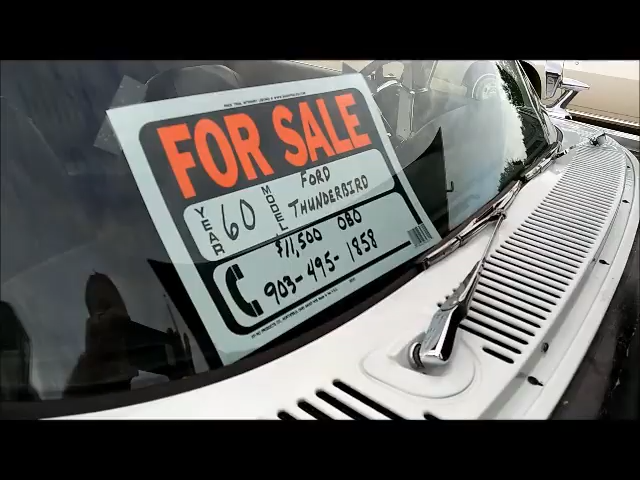 FOR SALE
YEAR 60 MODEL FORD THUNDERBIRD
$11,500 OBO
903-495-1858